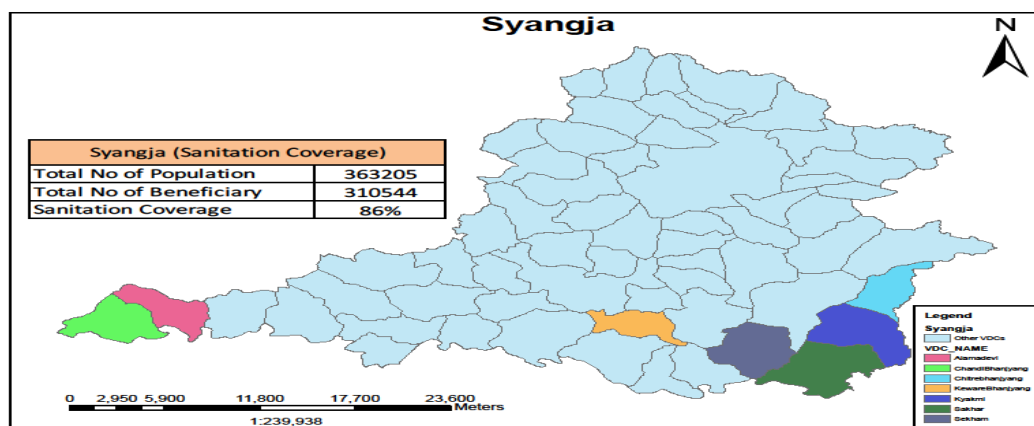 Syangja
N
Syangja (Sanitation Coverage)
Total No of Population 363205
Total No of Beneficiary 310544
Sanitation Coverage 86%
Legend
Syangja
Other VDCs
VDC_NAME
Alamadevi
ChandiBhanjyang
Chitrebhanjyang
KewareBhanjyang
Kyakmi
Sakhar
Sekham
0 2,950 5,900 11,800 17,700 23,600
Meters
1:239,938